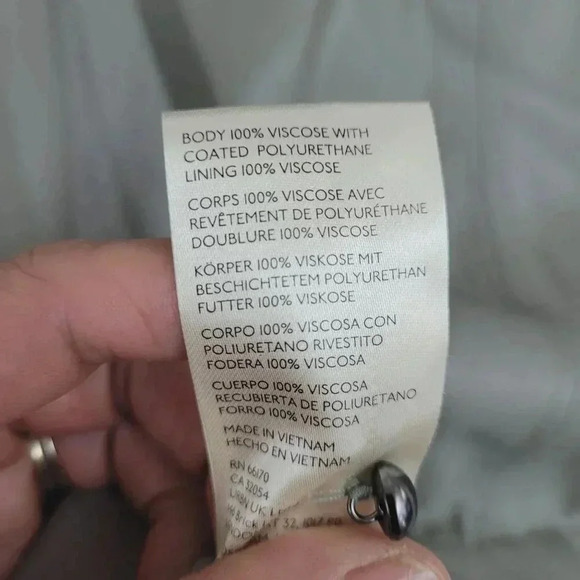 BODY 100% VISCOSE WITH
COATED POLYURETHANE
LINING 100% VISCOSE
CORPS 100% VISCOSE AVEC
REVÊTEMENT DE POLYURÉTHANE
DOUBLURE 100% VISCOSE
KÖRPER 100% VISKOSE MIT
BESCHICHTETEM POLYURETHAN
FUTTER 100% VISKOSE
CORPO 100% VISCOSA CON
POLIURETANO RIVESTITO
FODERA 100% VISCOSA
CUERPO 100% VISCOSA
RECUBIERTA DE POLIURETANO
FORRO 100% VISCOSA
MADE IN VIETNAM
HECHO EN VIETNAM
RN 66170
CA 32054
UK